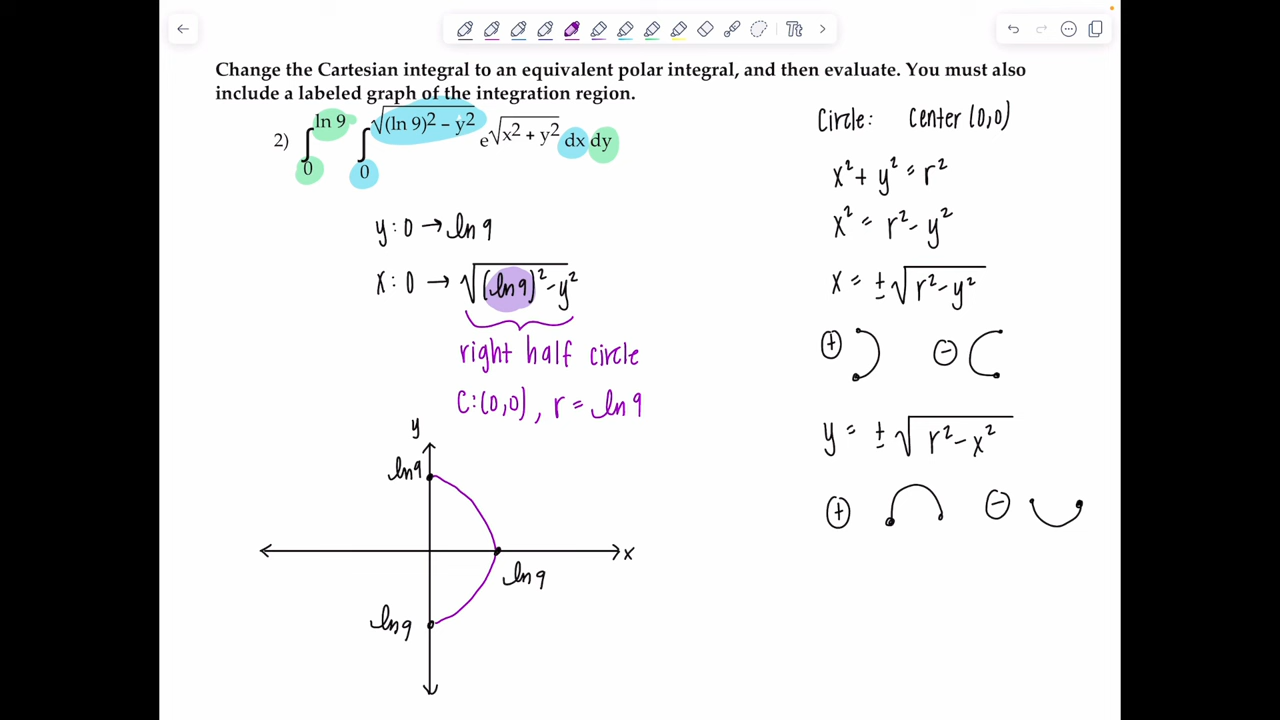 Tt
Change the Cartesian integral to an equivalent polar integral, and then evaluate. You must also
include a labeled graph of the integration region.
2) ∫₀^(ln 9) ∫₀^(√((ln 9)² − y²)) e^(√(x² + y²)) dx dy
y : 0 → ln 9
x : 0 → √((ln 9)² − y²)
right half circle
C:(0,0), r = ln 9
y
ln 9
x
ln 9
ln 9
Circle: Center (0,0)
x² + y² = r²
x² = r² − y²
x = ± √(r² − y²)
+ −
y = ± √(r² − x²)
+ −